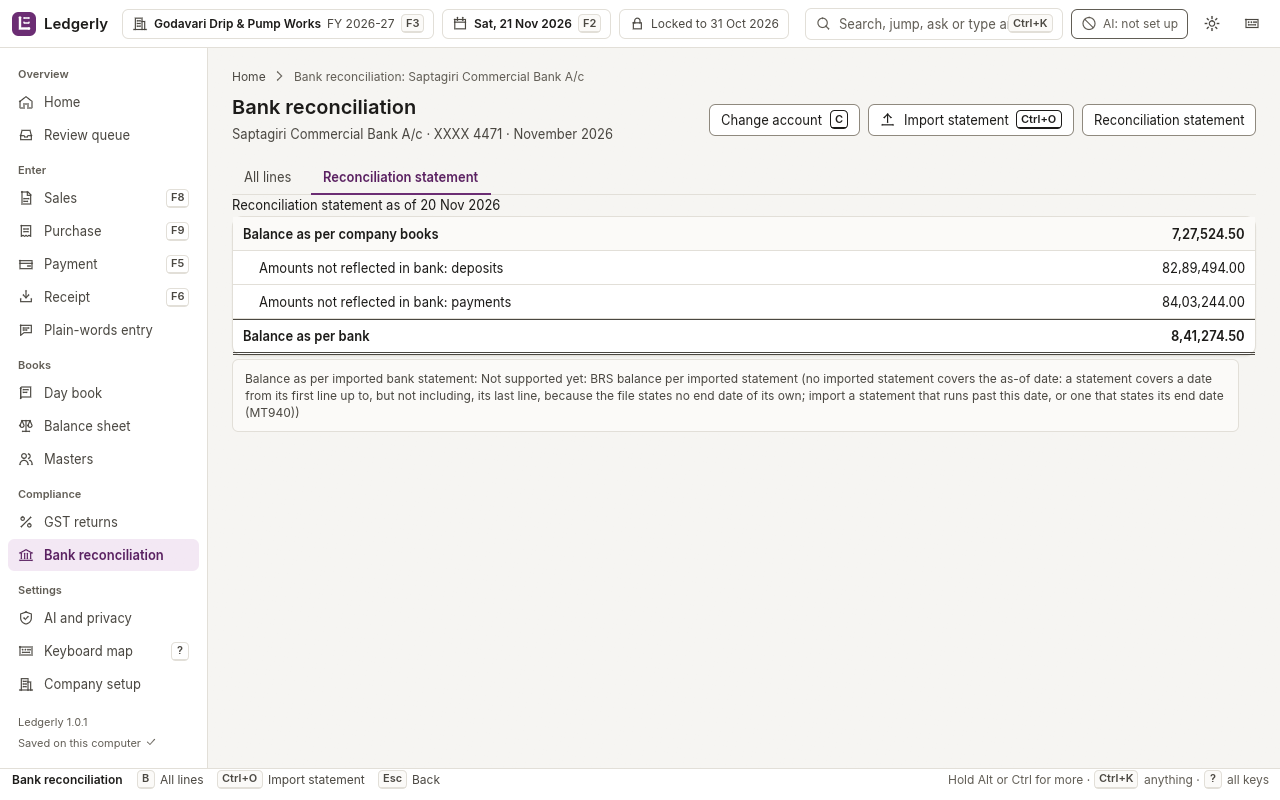 Ledgerly
Godavari Drip & Pump Works FY 2026-27 F3
Sat, 21 Nov 2026 F2
Locked to 31 Oct 2026
Search, jump, ask or type a Ctrl+K
AI: not set up
Overview
Home
Review queue
Enter
Sales F8
Purchase F9
Payment F5
Receipt F6
Plain-words entry
Books
Day book
Balance sheet
Masters
Compliance
GST returns
Bank reconciliation
Settings
AI and privacy
Keyboard map ?
Company setup
Ledgerly 1.0.1
Saved on this computer
Home Bank reconciliation: Saptagiri Commercial Bank A/c
Bank reconciliation
Saptagiri Commercial Bank A/c · XXXX 4471 · November 2026
Change account C
Import statement Ctrl+O
Reconciliation statement
All lines
Reconciliation statement
Reconciliation statement as of 20 Nov 2026
Balance as per company books 7,27,524.50
Amounts not reflected in bank: deposits 82,89,494.00
Amounts not reflected in bank: payments 84,03,244.00
Balance as per bank 8,41,274.50
Balance as per imported bank statement: Not supported yet: BRS balance per imported statement (no imported statement covers the as-of date: a statement covers a date
from its first line up to, but not including, its last line, because the file states no end date of its own; import a statement that runs past this date, or one that states its end date
(MT940))
Bank reconciliation B All lines Ctrl+O Import statement Esc Back
Hold Alt or Ctrl for more · Ctrl+K anything · ? all keys